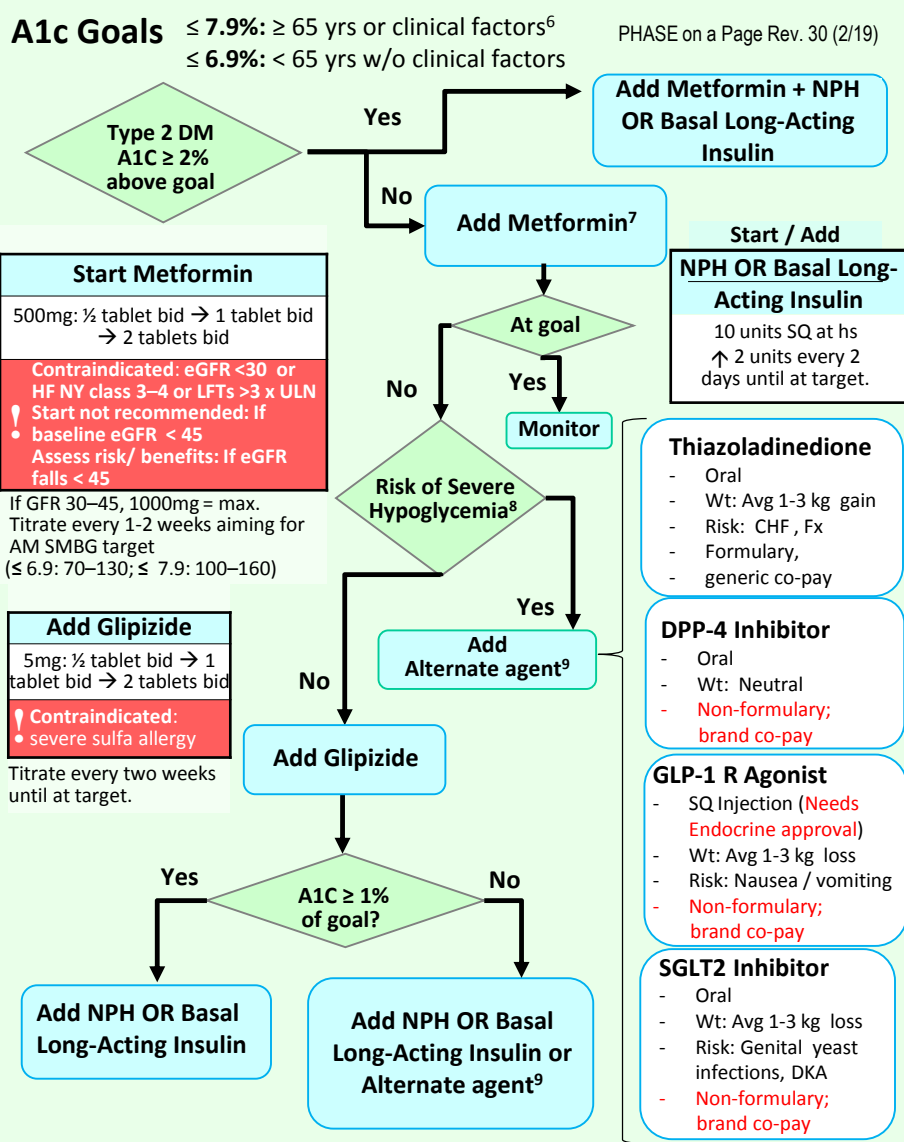 A1c Goals
≤ 7.9%: ≥ 65 yrs or clinical factors⁶
≤ 6.9%: < 65 yrs w/o clinical factors
PHASE on a Page Rev. 30 (2/19)
Type 2 DM
A1C ≥ 2%
above goal
Yes
Add Metformin + NPH
OR Basal Long-Acting
Insulin
No
Add Metformin⁷
Start Metformin
500mg: ½ tablet bid → 1 tablet bid
→ 2 tablets bid
Contraindicated: eGFR <30 or
HF NY class 3–4 or LFTs >3 x ULN
! Start not recommended: If
baseline eGFR < 45
Assess risk/ benefits: If eGFR
falls < 45
If GFR 30–45, 1000mg = max.
Titrate every 1-2 weeks aiming for
AM SMBG target
(≤ 6.9: 70–130; ≤ 7.9: 100–160)
Start / Add
NPH OR Basal Long-
Acting Insulin
10 units SQ at hs
↑ 2 units every 2
days until at target.
At goal
No
Yes
Monitor
Risk of Severe
Hypoglycemia⁸
Yes
Add
Alternate agent⁹
No
Add Glipizide
5mg: ½ tablet bid → 1
tablet bid → 2 tablets bid
! Contraindicated:
severe sulfa allergy
Titrate every two weeks
until at target.
Add Glipizide
A1C ≥ 1%
of goal?
Yes
No
Add NPH OR Basal
Long-Acting Insulin
Add NPH OR Basal
Long-Acting Insulin or
Alternate agent⁹
Thiazoladinedione
- Oral
- Wt: Avg 1-3 kg gain
- Risk: CHF , Fx
- Formulary,
- generic co-pay
DPP-4 Inhibitor
- Oral
- Wt: Neutral
- Non-formulary;
brand co-pay
GLP-1 R Agonist
- SQ Injection (Needs
Endocrine approval)
- Wt: Avg 1-3 kg loss
- Risk: Nausea / vomiting
- Non-formulary;
brand co-pay
SGLT2 Inhibitor
- Oral
- Wt: Avg 1-3 kg loss
- Risk: Genital yeast
infections, DKA
- Non-formulary;
brand co-pay